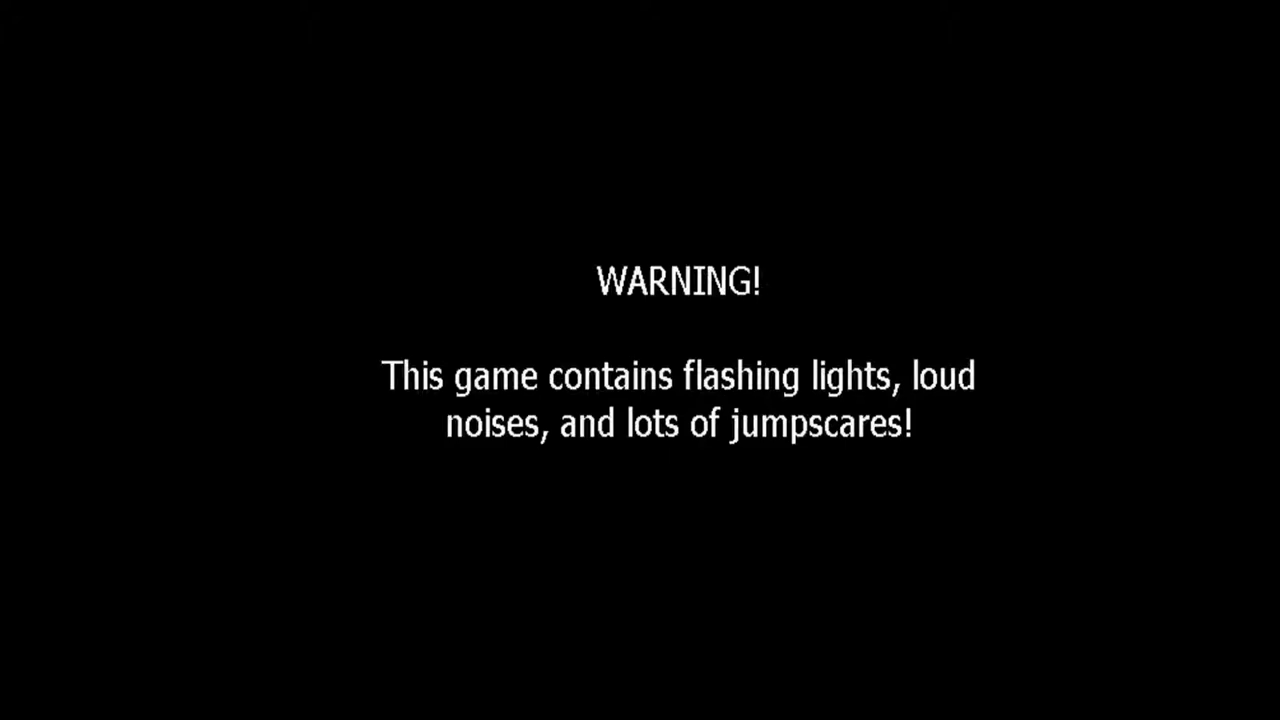 WARNING!
This game contains flashing lights, loud
noises, and lots of jumpscares!